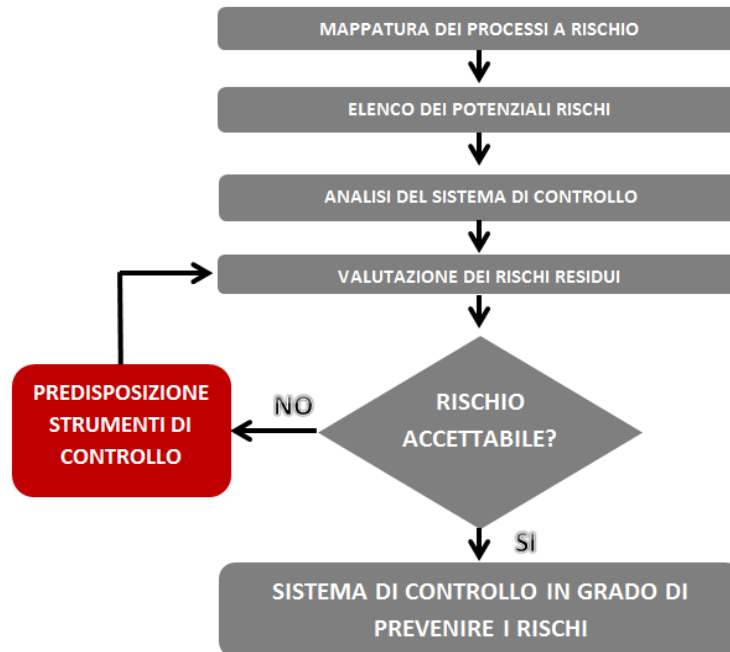 MAPPATURA DEI PROCESSI A RISCHIO
ELENCO DEI POTENZIALI RISCHI
ANALISI DEL SISTEMA DI CONTROLLO
VALUTAZIONE DEI RISCHI RESIDUI
PREDISPOSIZIONE
STRUMENTI DI
CONTROLLO
NO
RISCHIO
ACCETTABILE?
SI
SISTEMA DI CONTROLLO IN GRADO DI
PREVENIRE I RISCHI